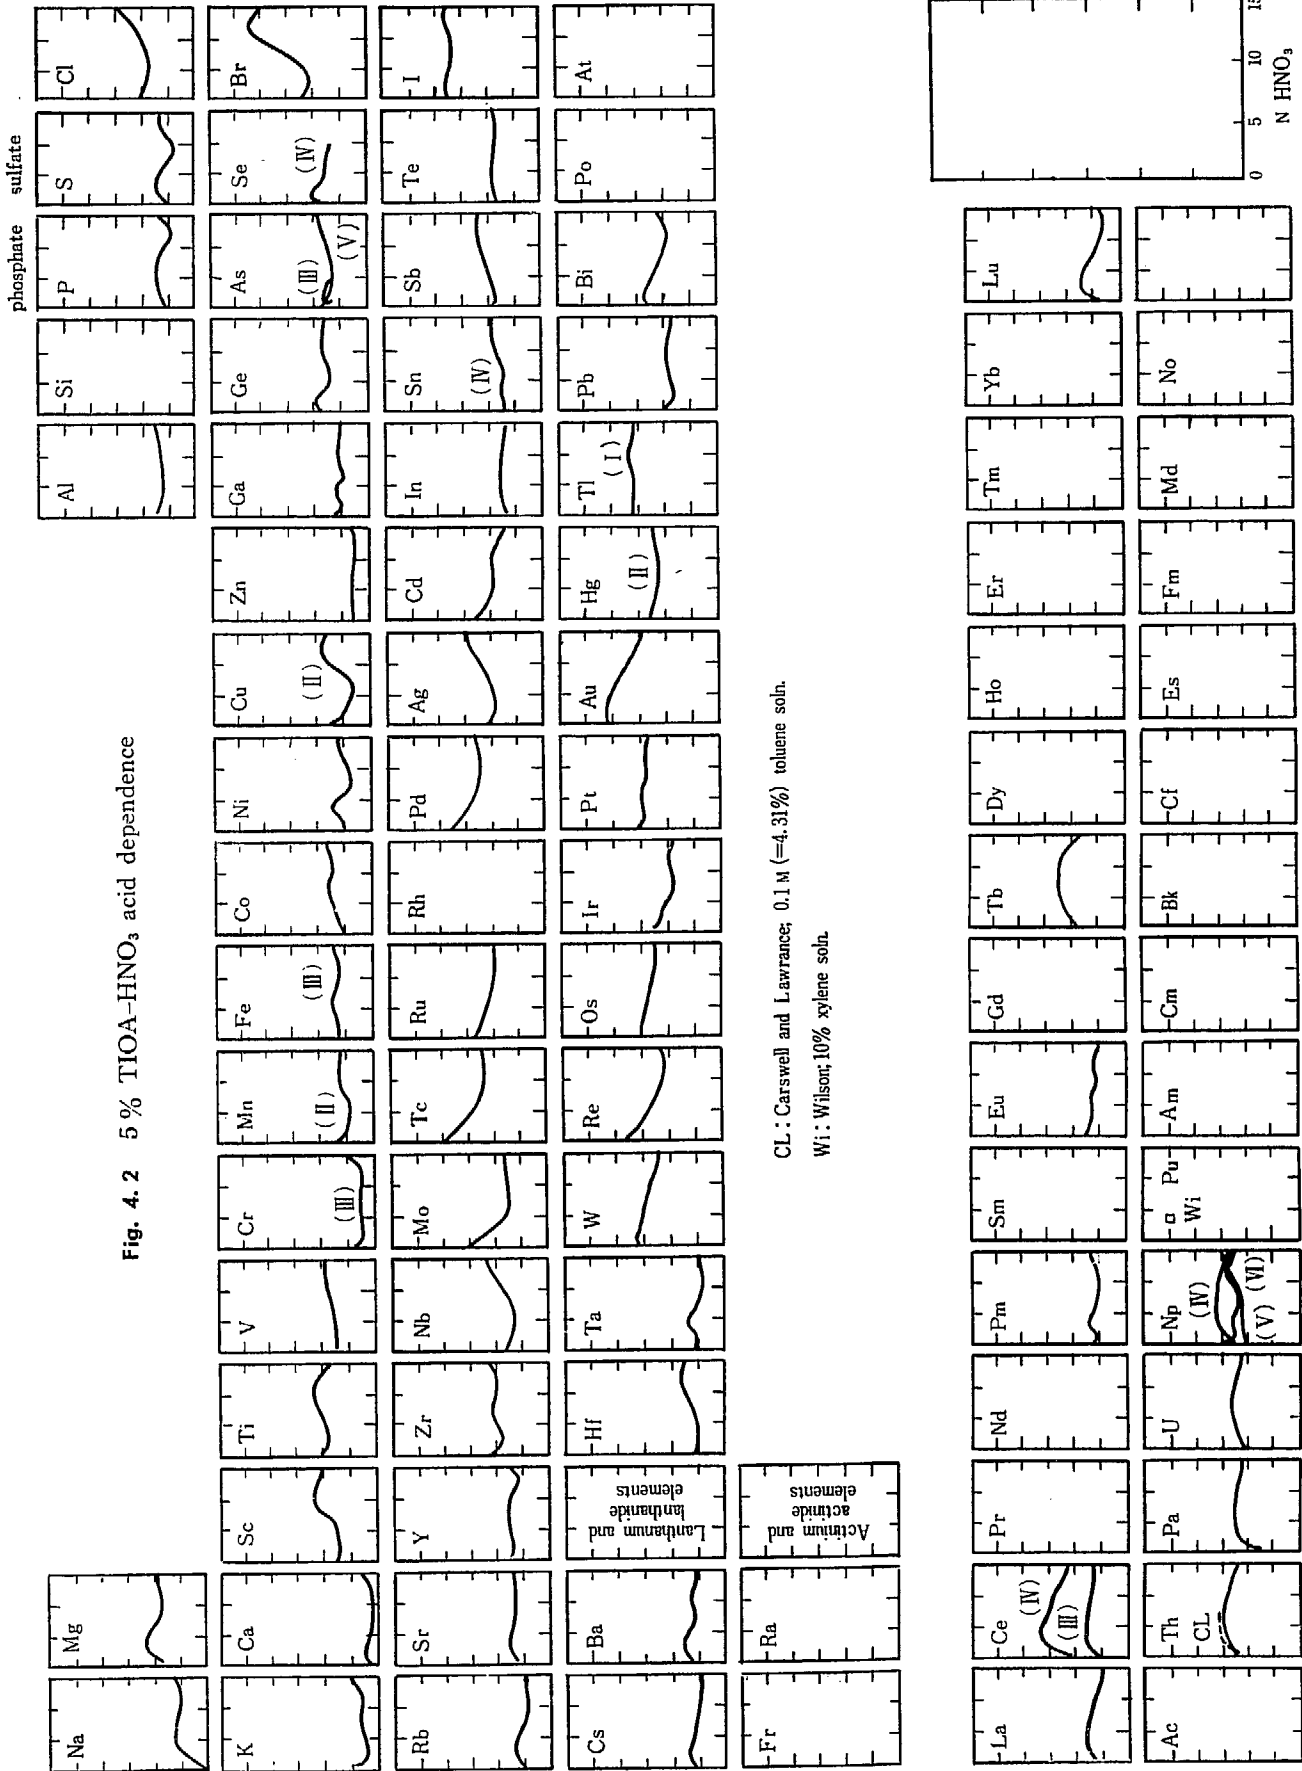 Fig. 4. 2 5 % TIOA–HNO₃ acid dependence
phosphate sulfate
Na Mg Al Si P S Cl
K Ca Sc Ti V Cr (Ⅲ) Mn (Ⅱ) Fe (Ⅲ) Co Ni Cu (Ⅱ) Zn Ga Ge As (Ⅲ) (Ⅴ) Se (Ⅳ) Br
Rb Sr Y Zr Nb Mo Tc Ru Rh Pd Ag Cd In Sn (Ⅳ) Sb Te I
Cs Ba Lanthanum and lanthanide elements Hf Ta W Re Os Ir Pt Au Hg (Ⅱ) Tl (Ⅰ) Pb Bi Po At
Fr Ra Actinium and actinide elements
CL : Carswell and Lawrance; 0.1 M (=4.31%) toluene soln.
Wi : Wilson; 10% xylene soln.
La Ce (Ⅳ) (Ⅲ) Pr Nd Pm Sm Eu Gd Tb Dy Ho Er Tm Yb Lu
Ac Th CL Pa U Np (Ⅳ) (Ⅴ) (Ⅵ) Pu Wi Am Cm Bk Cf Es Fm Md No
0 5 10 15
N HNO₃